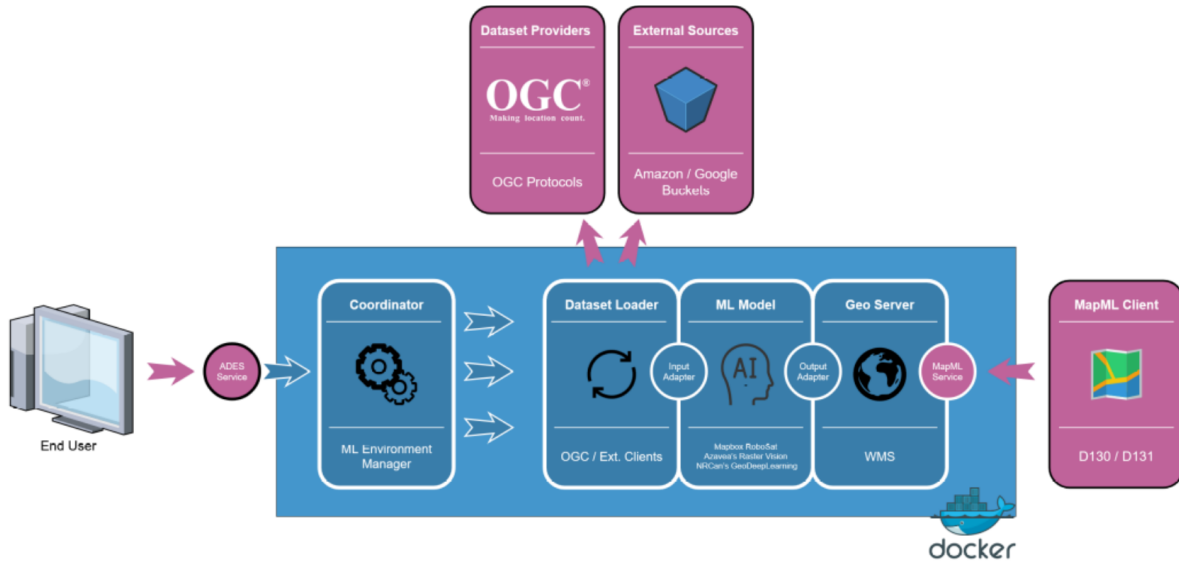 Dataset Providers
OGC®
Making location count.
OGC Protocols
External Sources
Amazon / Google
Buckets
End User
ADES
Service
Coordinator
ML Environment
Manager
Dataset Loader
OGC / Ext. Clients
Input
Adapter
ML Model
AI
Mapbox RoboSat
Azavea's Raster Vision
NRCan's GeoDeepLearning
Output
Adapter
Geo Server
WMS
MapML
Service
MapML Client
D130 / D131
docker